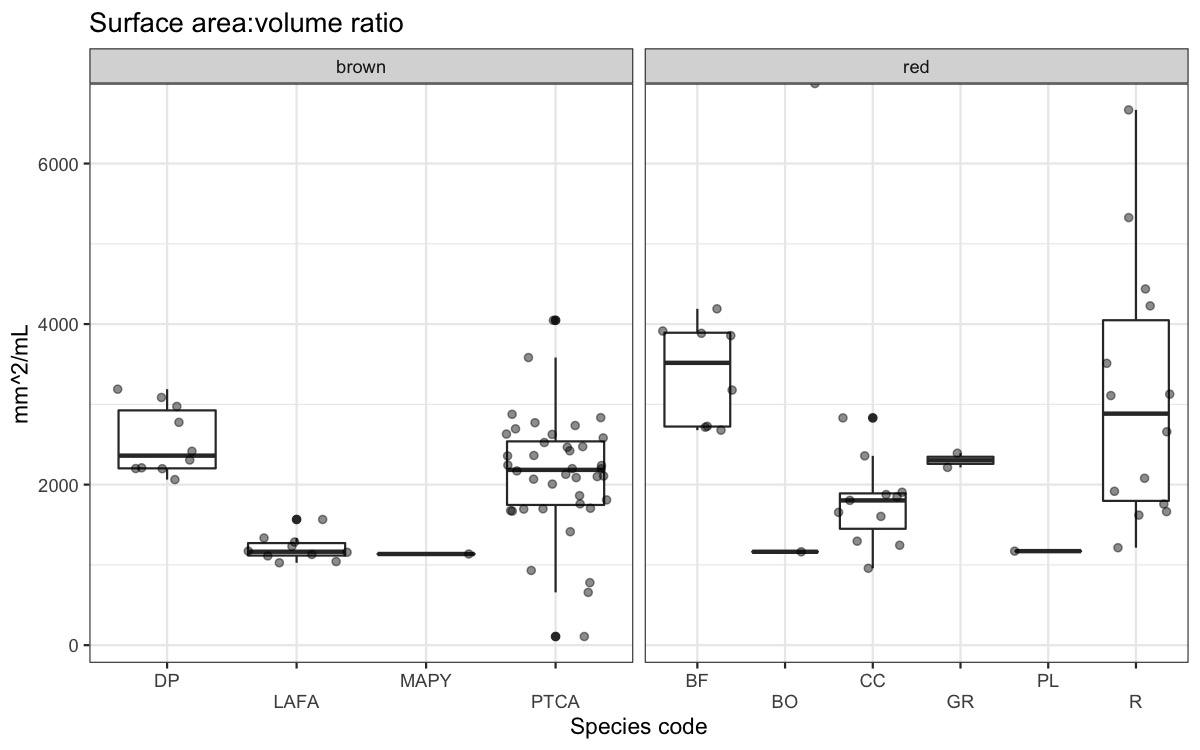 Surface area:volume ratio
brown red
6000
4000
2000
0
mm^2/mL
DP MAPY BF CC PL
LAFA PTCA BO GR R
Species code